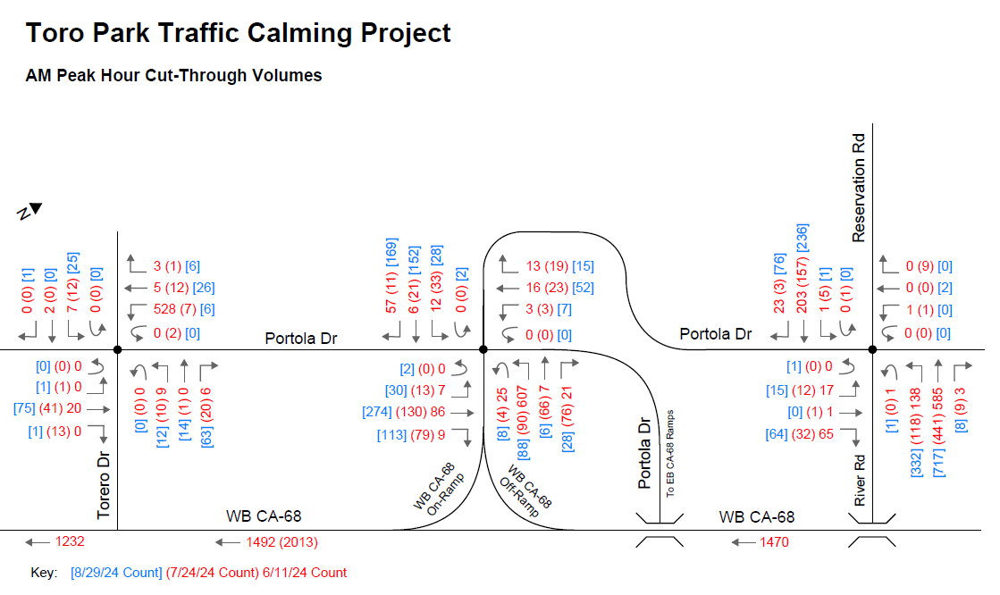 Toro Park Traffic Calming Project
AM Peak Hour Cut-Through Volumes
N
Reservation Rd
0 (0) [1]
2 (0) [0]
7 (12) [25]
0 (0) [0]
3 (1) [6]
5 (12) [26]
528 (7) [6]
0 (2) [0]
57 (11) [169]
6 (21) [152]
12 (33) [28]
0 (0) [2]
13 (19) [15]
16 (23) [52]
3 (3) [7]
0 (0) [0]
23 (3) [76]
203 (157) [236]
1 (5) [1]
0 (1) [0]
0 (9) [0]
0 (0) [2]
1 (1) [0]
0 (0) [0]
Portola Dr
Portola Dr
[0] (0) 0
[1] (1) 0
[75] (41) 20
[1] (13) 0
[0] (0) 0
[12] (10) 9
[14] (1) 0
[63] (20) 6
[2] (0) 0
[30] (13) 7
[274] (130) 86
[113] (79) 9
[8] (4) 25
[88] (90) 607
[6] (66) 7
[28] (76) 21
[1] (0) 0
[15] (12) 17
[0] (1) 1
[64] (32) 65
[1] (0) 1
[332] (118) 138
[717] (441) 585
[8] (9) 3
Torero Dr
WB CA-68
On-Ramp
WB CA-68
Off-Ramp
Portola Dr
To EB CA-68 Ramps
River Rd
WB CA-68
WB CA-68
1232
1492 (2013)
1470
Key: [8/29/24 Count] (7/24/24 Count) 6/11/24 Count